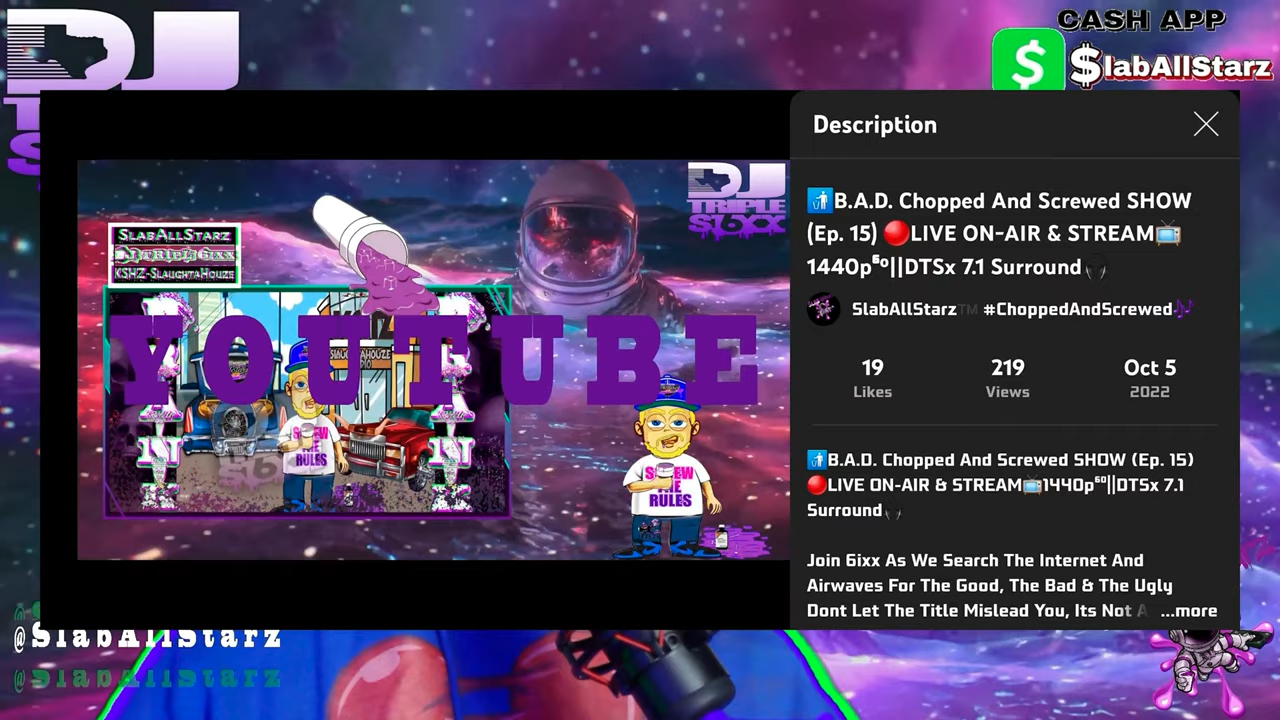 DJ
CASH APP
$labAllStarz
Description
DJ
TRIPLE
SIXX
SLABALLSTARZ
DJ TRIPLE 6IXX
KSHZ-SLAUGHTAHOUZE
YOUTUBE
SCREW
THE
RULES
SCREW
THE
RULES
🚮B.A.D. Chopped And Screwed SHOW
(Ep. 15) 🔴LIVE ON-AIR & STREAM📺
1440p⁶⁰||DTSx 7.1 Surround🎧
SlabAllStarz™ #ChoppedAndScrewed🎶
19
Likes
219
Views
Oct 5
2022
🚮B.A.D. Chopped And Screwed SHOW (Ep. 15)
🔴LIVE ON-AIR & STREAM📺1440p⁶⁰||DTSx 7.1
Surround🎧
Join 6ixx As We Search The Internet And
Airwaves For The Good, The Bad & The Ugly
Dont Let The Title Mislead You, Its Not A ...more
@SlabAllStarz
@SlabAllStarz